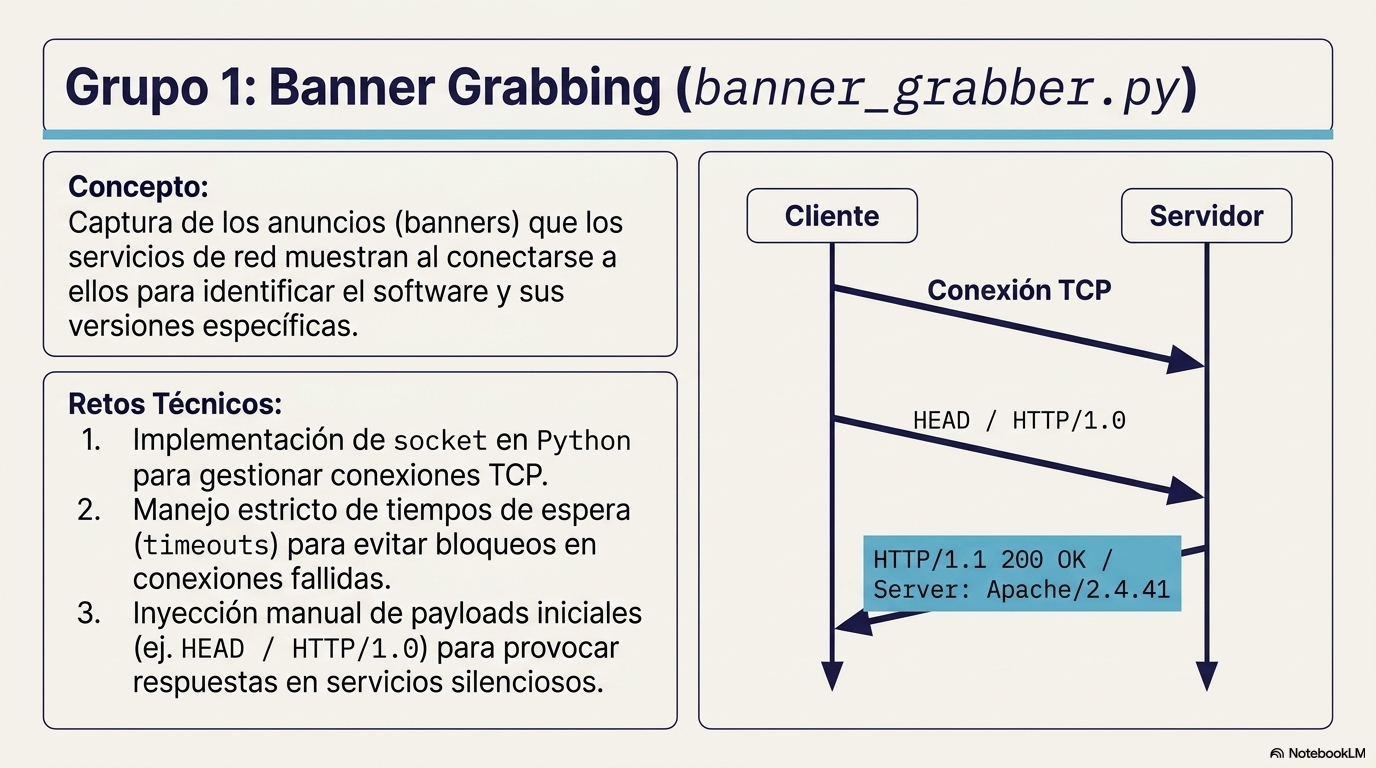 Grupo 1: Banner Grabbing (banner_grabber.py)
Concepto:
Captura de los anuncios (banners) que los
servicios de red muestran al conectarse a
ellos para identificar el software y sus
versiones específicas.
Retos Técnicos:
1. Implementación de socket en Python
para gestionar conexiones TCP.
2. Manejo estricto de tiempos de espera
(timeouts) para evitar bloqueos en
conexiones fallidas.
3. Inyección manual de payloads iniciales
(ej. HEAD / HTTP/1.0) para provocar
respuestas en servicios silenciosos.
Cliente
Servidor
Conexión TCP
HEAD / HTTP/1.0
HTTP/1.1 200 OK /
Server: Apache/2.4.41
NotebookLM